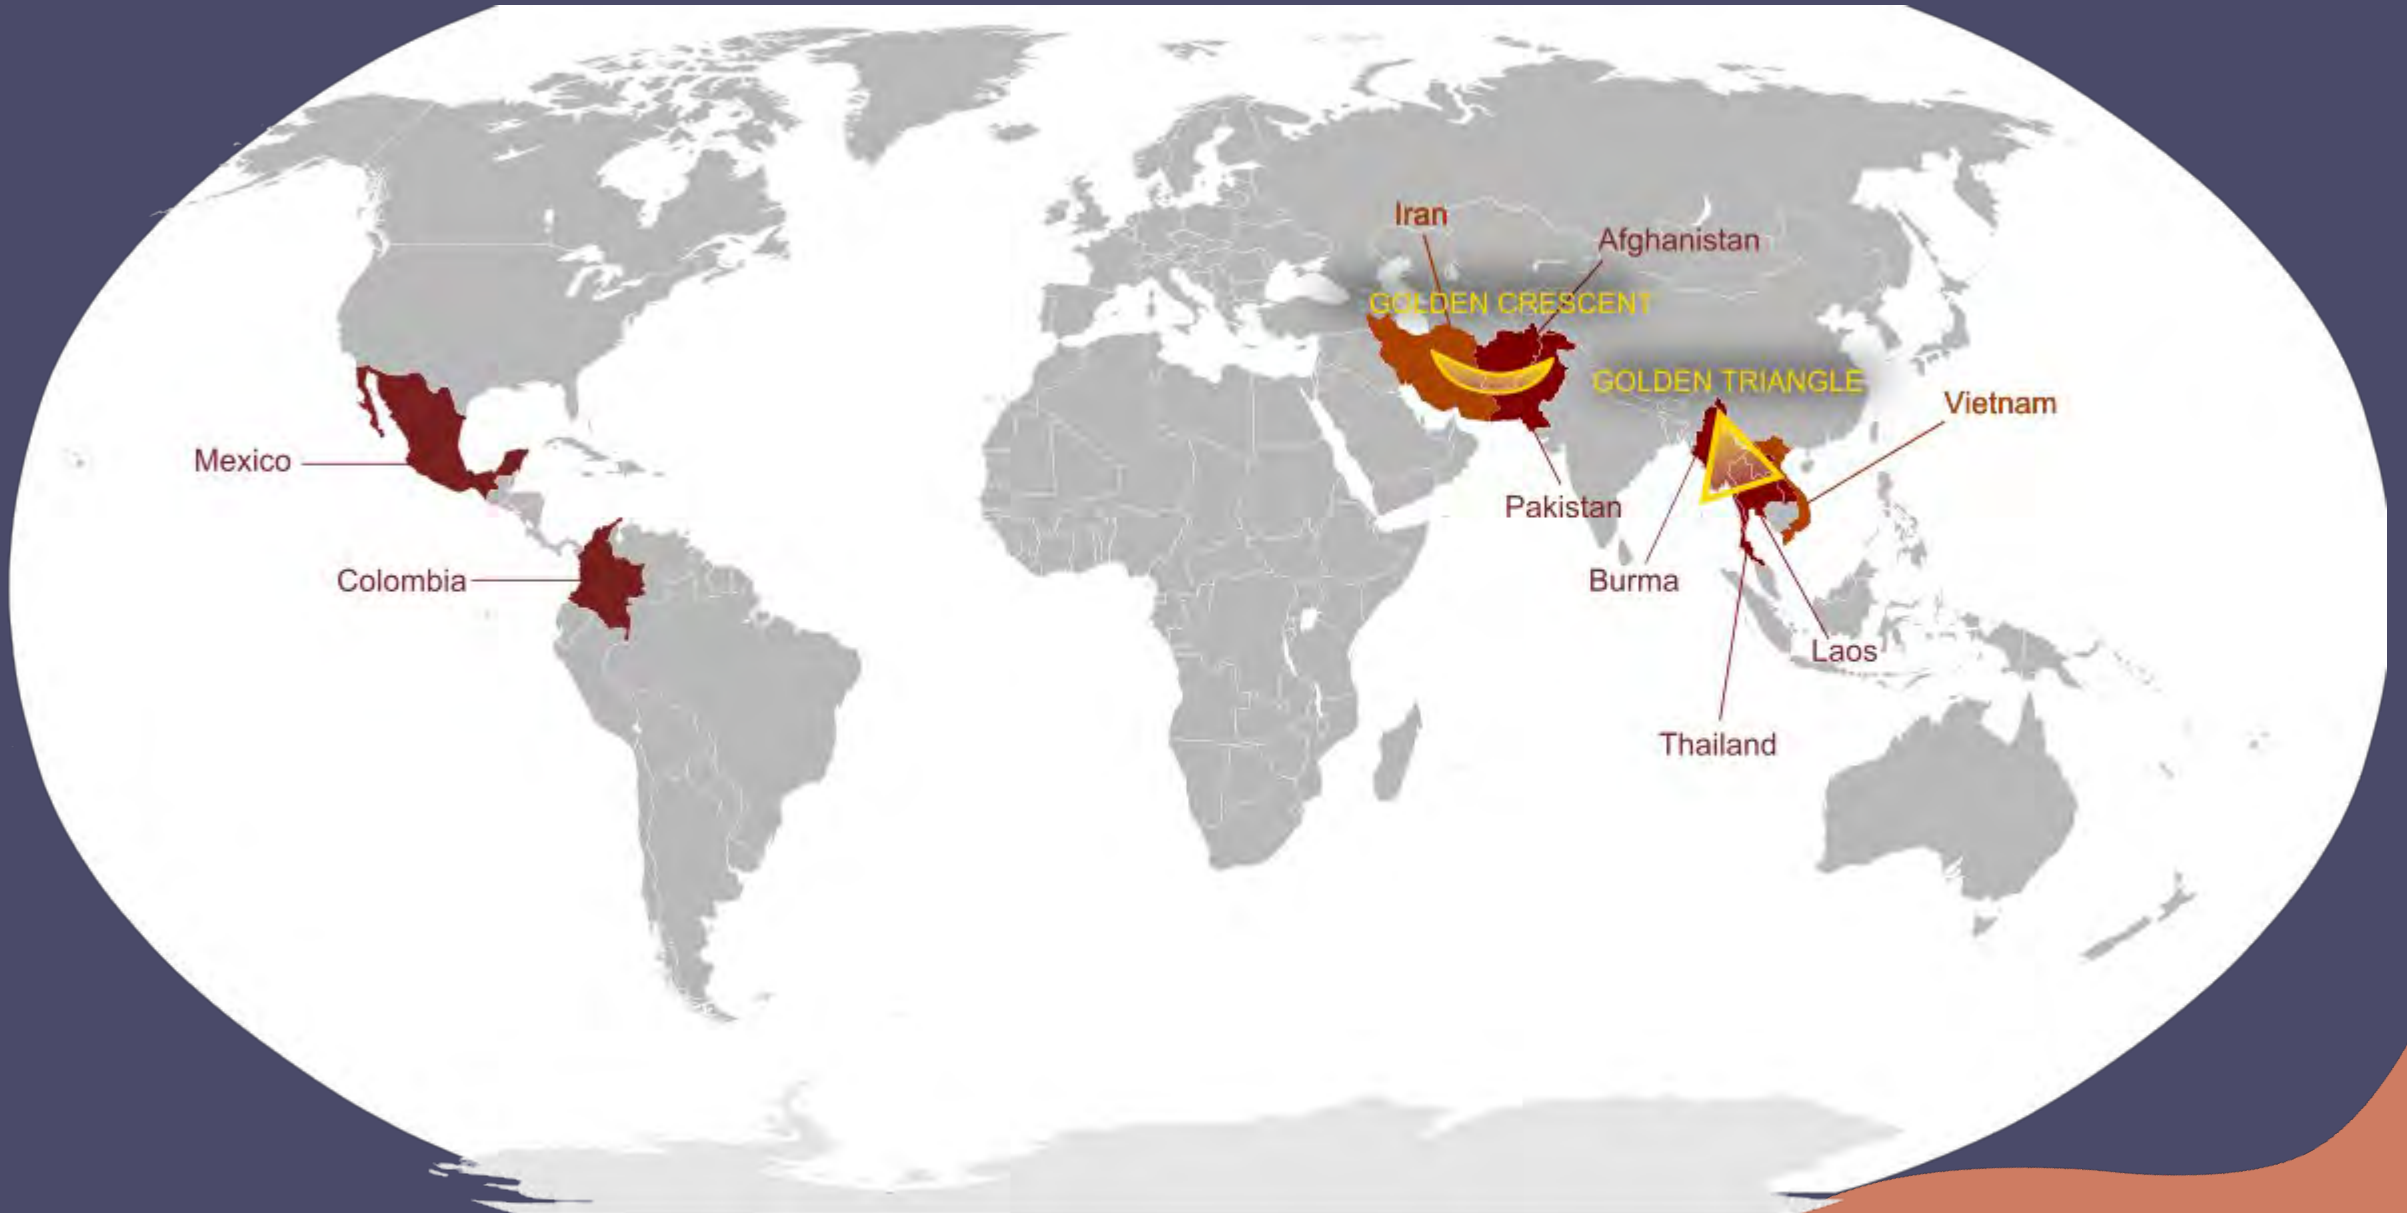 Iran
Afghanistan
GOLDEN CRESCENT
GOLDEN TRIANGLE
Vietnam
Mexico
Pakistan
Colombia
Burma
Laos
Thailand